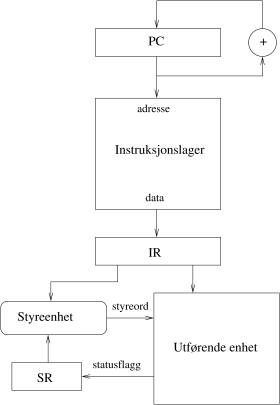 PC
+
adresse
Instruksjonslager
data
IR
styreord
Styreenhet
Utførende enhet
statusflagg
SR